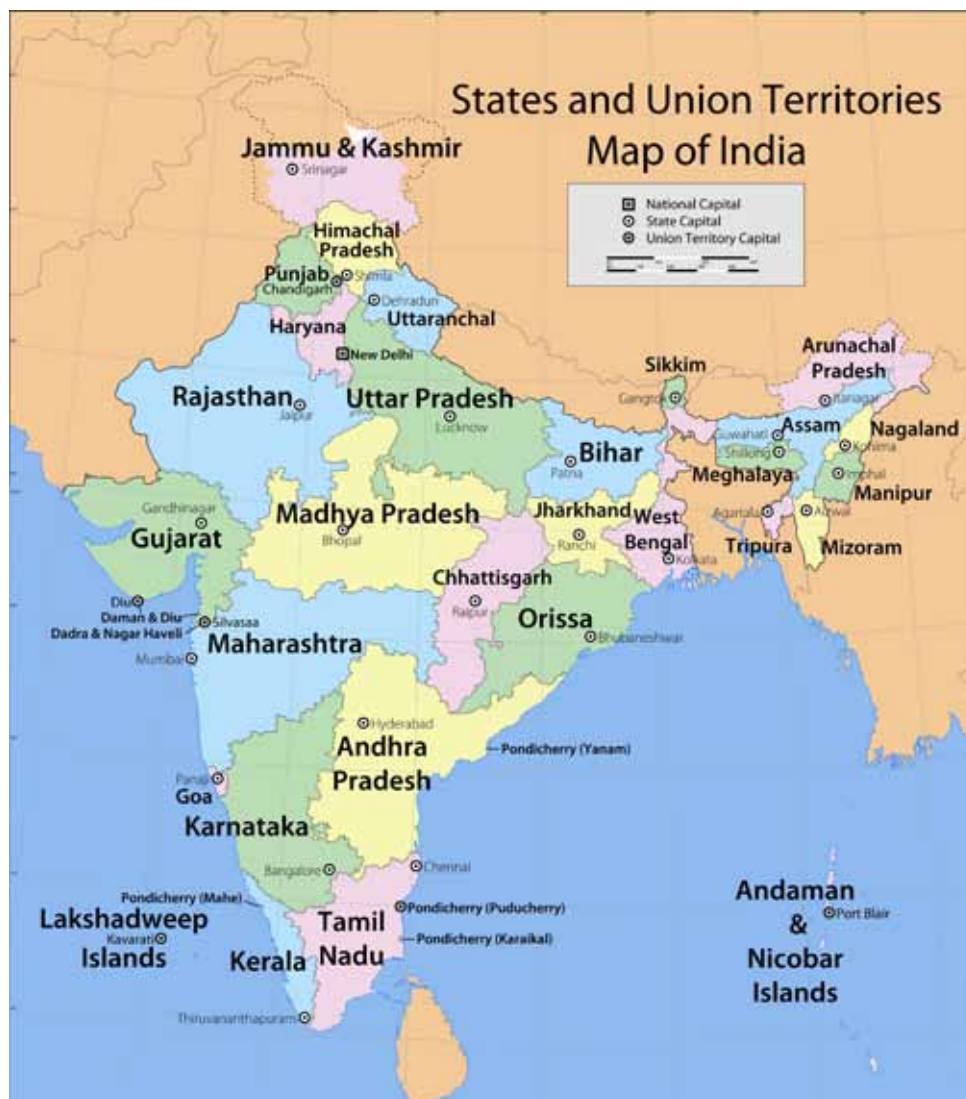 States and Union Territories
Map of India
National Capital
State Capital
Union Territory Capital
Jammu & Kashmir
Srinagar
Himachal
Pradesh
Shimla
Punjab
Chandigarh
Dehradun
Uttaranchal
Haryana
New Delhi
Rajasthan
Jaipur
Uttar Pradesh
Lucknow
Sikkim
Gangtok
Arunachal
Pradesh
Itanagar
Assam
Guwahati
Nagaland
Kohima
Shillong
Meghalaya
Imphal
Manipur
Bihar
Patna
Gandhinagar
Gujarat
Madhya Pradesh
Bhopal
Jharkhand
Ranchi
West
Bengal
Kolkata
Agartala
Tripura
Aizwal
Mizoram
Chhattisgarh
Raipur
Orissa
Bhubaneshwar
Diu
Daman & Diu
Dadra & Nagar Haveli
Silvasaa
Maharashtra
Mumbai
Hyderabad
Andhra
Pradesh
Pondicherry (Yanam)
Panaji
Goa
Karnataka
Bangalore
Chennai
Pondicherry (Mahe)
Lakshadweep
Kavarati
Islands
Kerala
Tamil
Nadu
Pondicherry (Puducherry)
Pondicherry (Karaikal)
Thiruvananthapuram
Andaman
&
Nicobar
Islands
Port Blair